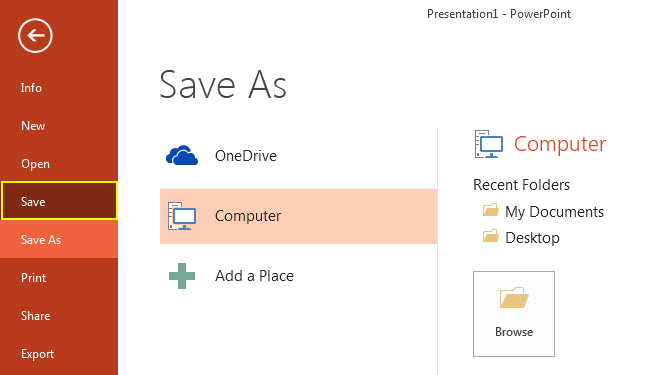 Presentation1 - PowerPoint
Info
New
Open
Save
Save As
Print
Share
Export
Save As
OneDrive
Computer
Add a Place
Computer
Recent Folders
My Documents
Desktop
Browse